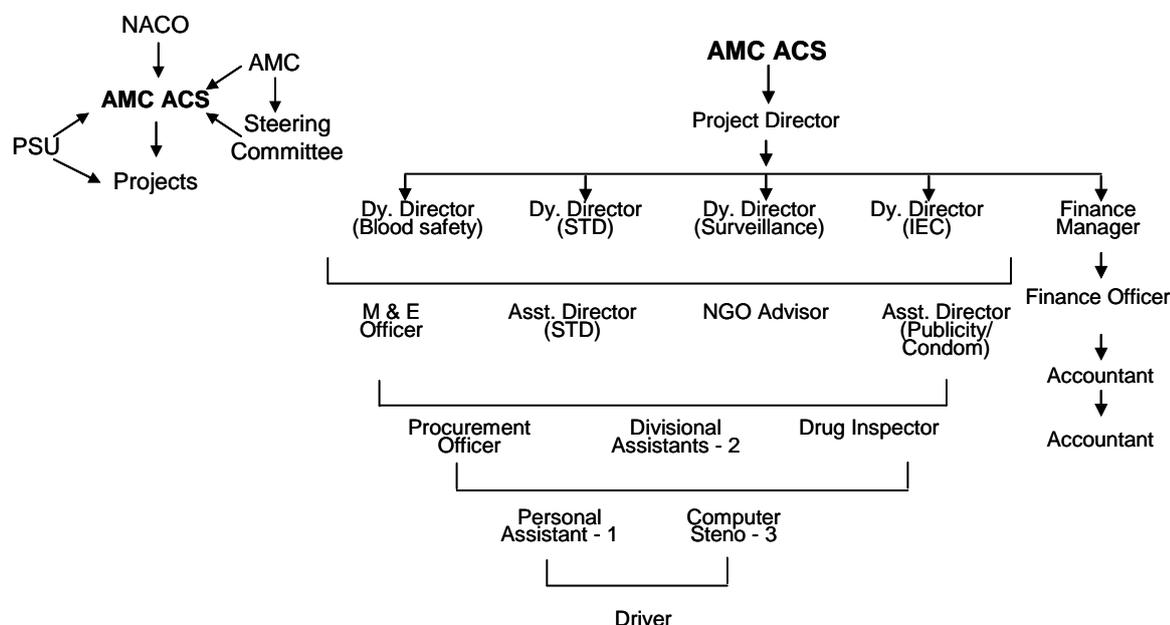 NACO
AMC
AMC ACS
Steering
Committee
PSU
Projects
AMC ACS
Project Director
Dy. Director
(Blood safety)
Dy. Director
(STD)
Dy. Director
(Surveillance)
Dy. Director
(IEC)
Finance
Manager
Finance Officer
M & E
Officer
Asst. Director
(STD)
NGO Advisor
Asst. Director
(Publicity/
Condom)
Accountant
Accountant
Procurement
Officer
Divisional
Assistants - 2
Drug Inspector
Personal
Assistant - 1
Computer
Steno - 3
Driver